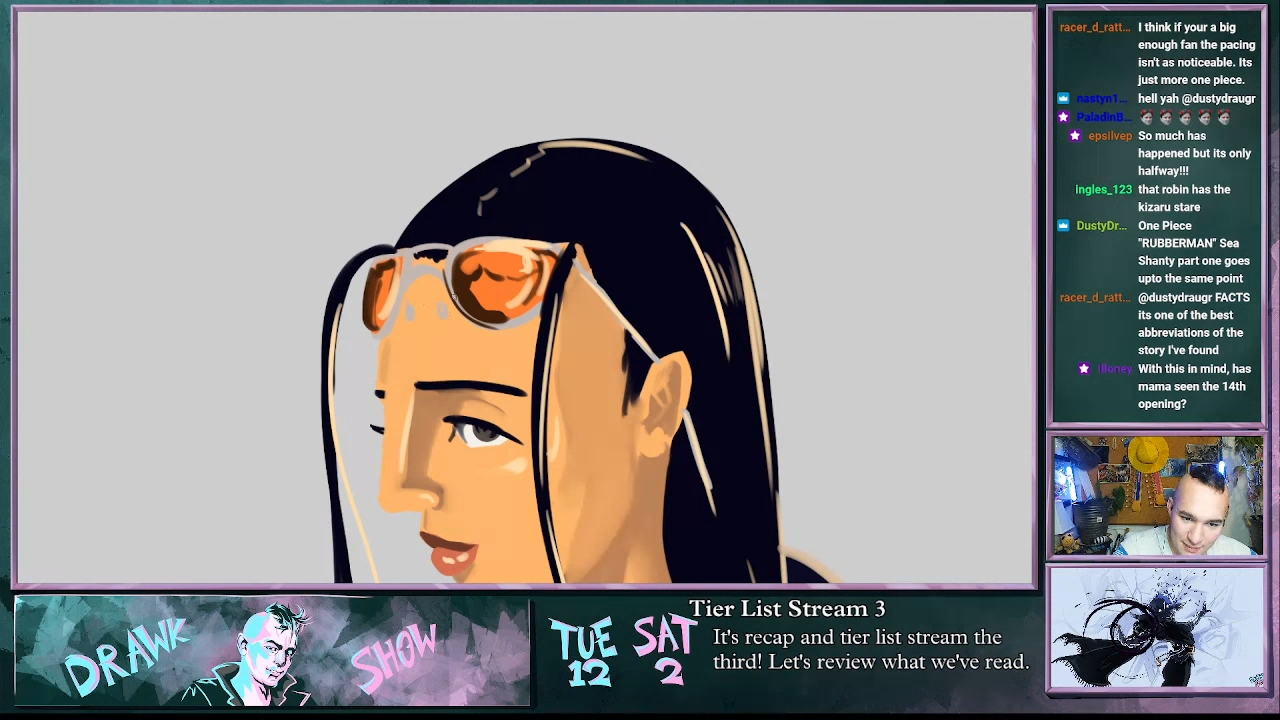 racer_d_ratt... I think if your a big
enough fan the pacing
isn't as noticeable. Its
just more one piece.
nastyn1... hell yah @dustydraugr
PaladinB...
epsilvep So much has
happened but its only
halfway!!!
ingles_123 that robin has the
kizaru stare
DustyDr... One Piece
"RUBBERMAN" Sea
Shanty part one goes
upto the same point
racer_d_ratt... @dustydraugr FACTS
its one of the best
abbreviations of the
story I've found
With this in mind, has
mama seen the 14th
opening?
DRAWK SHOW
TUE SAT
12 2
Tier List Stream 3
It's recap and tier list stream the
third! Let's review what we've read.